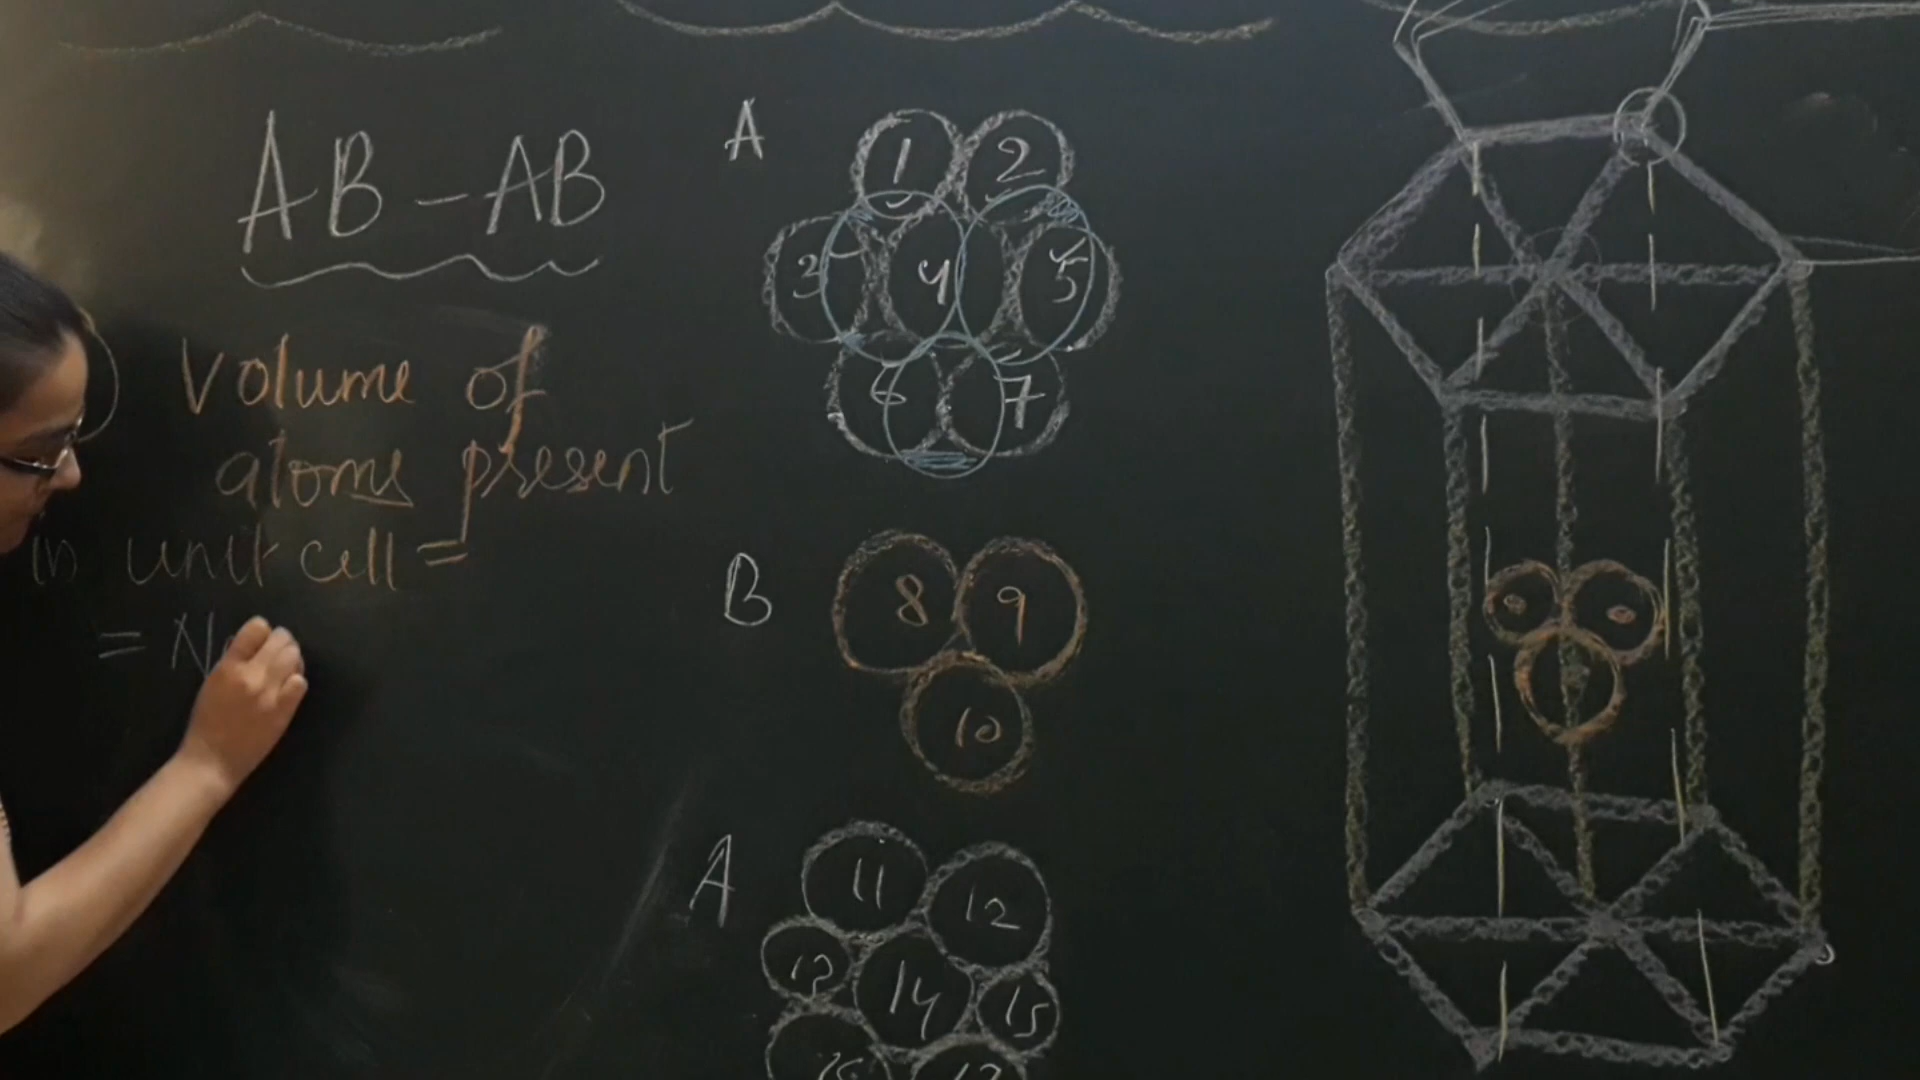 AB-AB
Volume of
atoms present
in unit cell =
= N
A
1 2
3 4 5
6 7
B
8 9
10
A
11 12
13 14 15